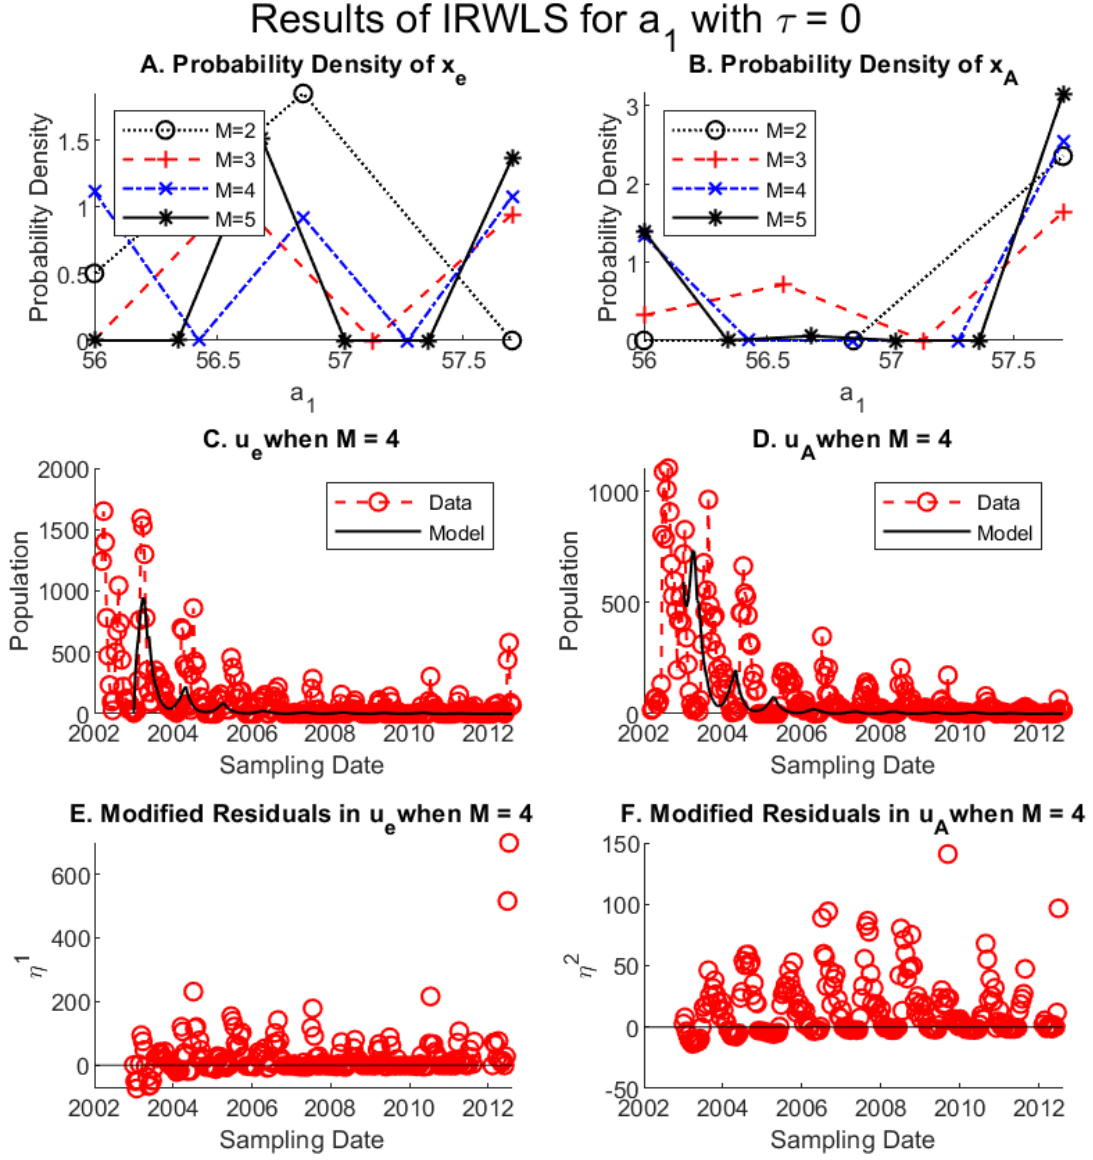 Results of IRWLS for a1 with τ = 0
A. Probability Density of xe
Probability Density
1.5
1
0.5
0
M=2
M=3
M=4
M=5
56
56.5
57
57.5
a1
B. Probability Density of xA
Probability Density
3
2
1
0
M=2
M=3
M=4
M=5
56
56.5
57
57.5
a1
C. ue when M = 4
Population
2000
1500
1000
500
0
Data
Model
2002
2004
2006
2008
2010
2012
Sampling Date
D. uA when M = 4
Population
1000
500
0
Data
Model
2002
2004
2006
2008
2010
2012
Sampling Date
E. Modified Residuals in ue when M = 4
η1
600
400
200
0
2002
2004
2006
2008
2010
2012
Sampling Date
F. Modified Residuals in uA when M = 4
η2
150
100
50
0
-50
2002
2004
2006
2008
2010
2012
Sampling Date